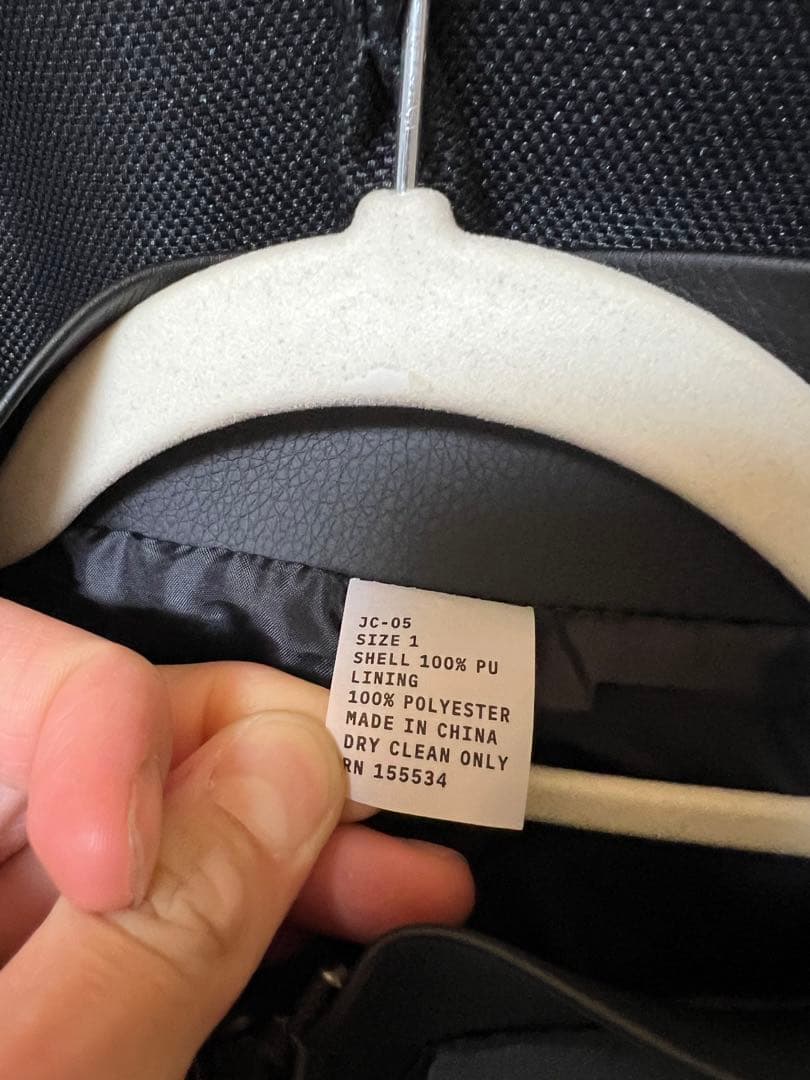 JC-05
SIZE 1
SHELL 100% PU
LINING
100% POLYESTER
MADE IN CHINA
DRY CLEAN ONLY
RN 155534